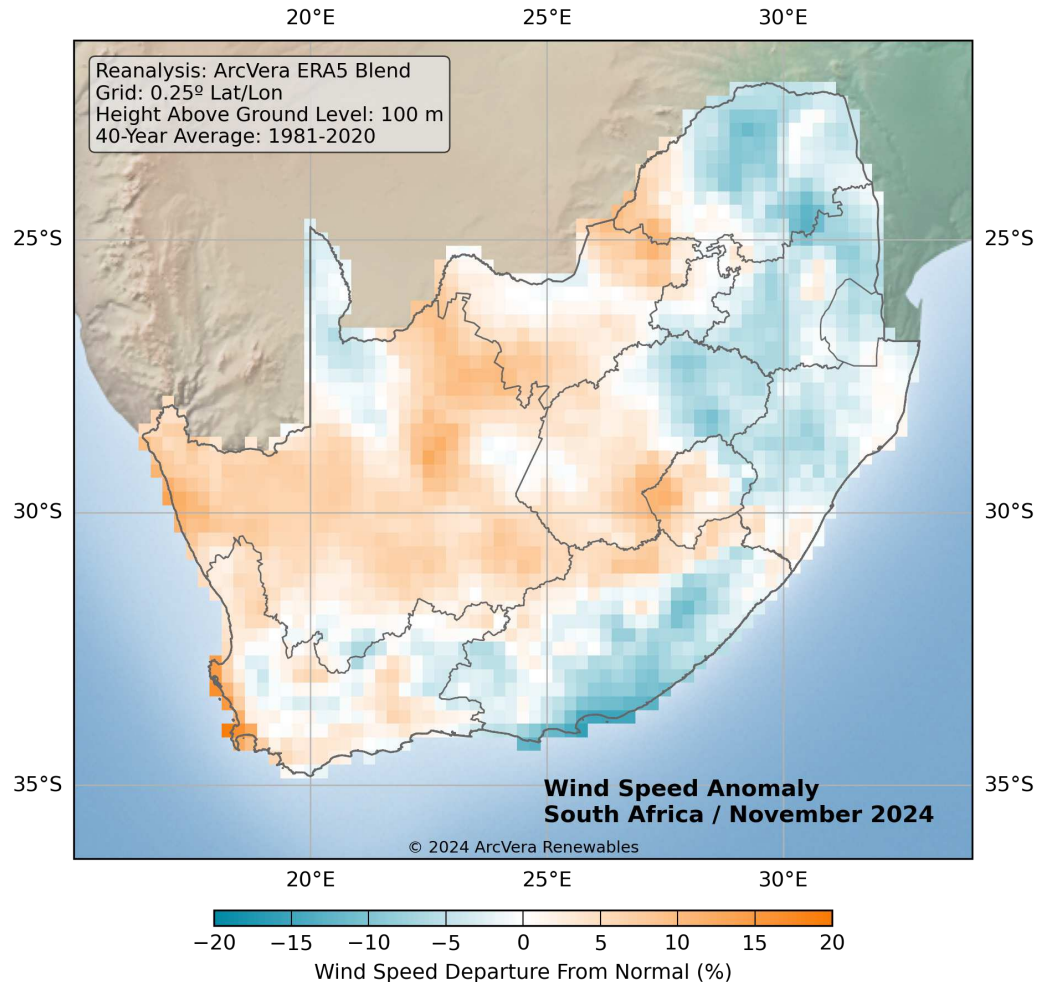 20°E 25°E 30°E
Reanalysis: ArcVera ERA5 Blend
Grid: 0.25º Lat/Lon
Height Above Ground Level: 100 m
40-Year Average: 1981-2020
25°S 25°S
30°S 30°S
35°S 35°S
Wind Speed Anomaly
South Africa / November 2024
© 2024 ArcVera Renewables
20°E 25°E 30°E
−20 −15 −10 −5 0 5 10 15 20
Wind Speed Departure From Normal (%)